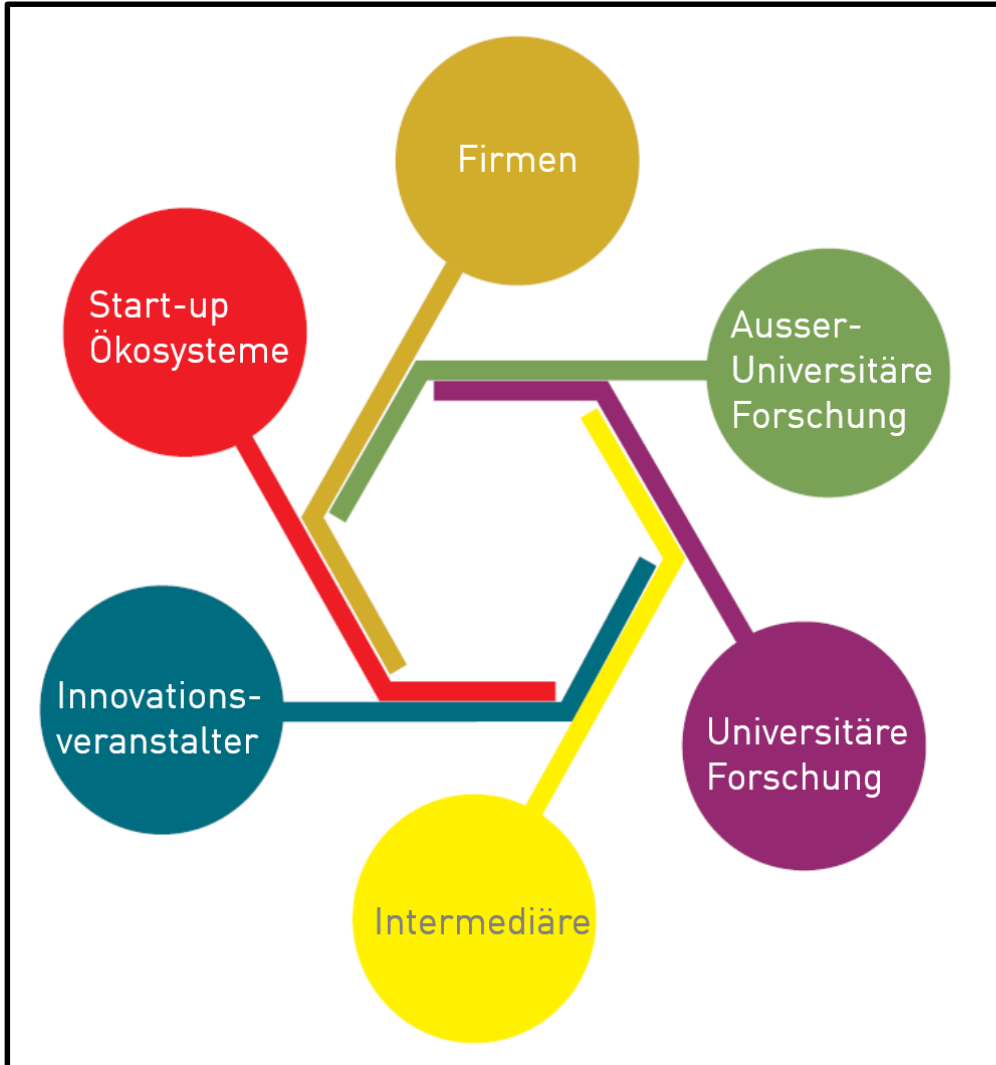 Firmen
Start-up
Ökosysteme
Ausser-
Universitäre
Forschung
Innovations-
veranstalter
Universitäre
Forschung
Intermediäre